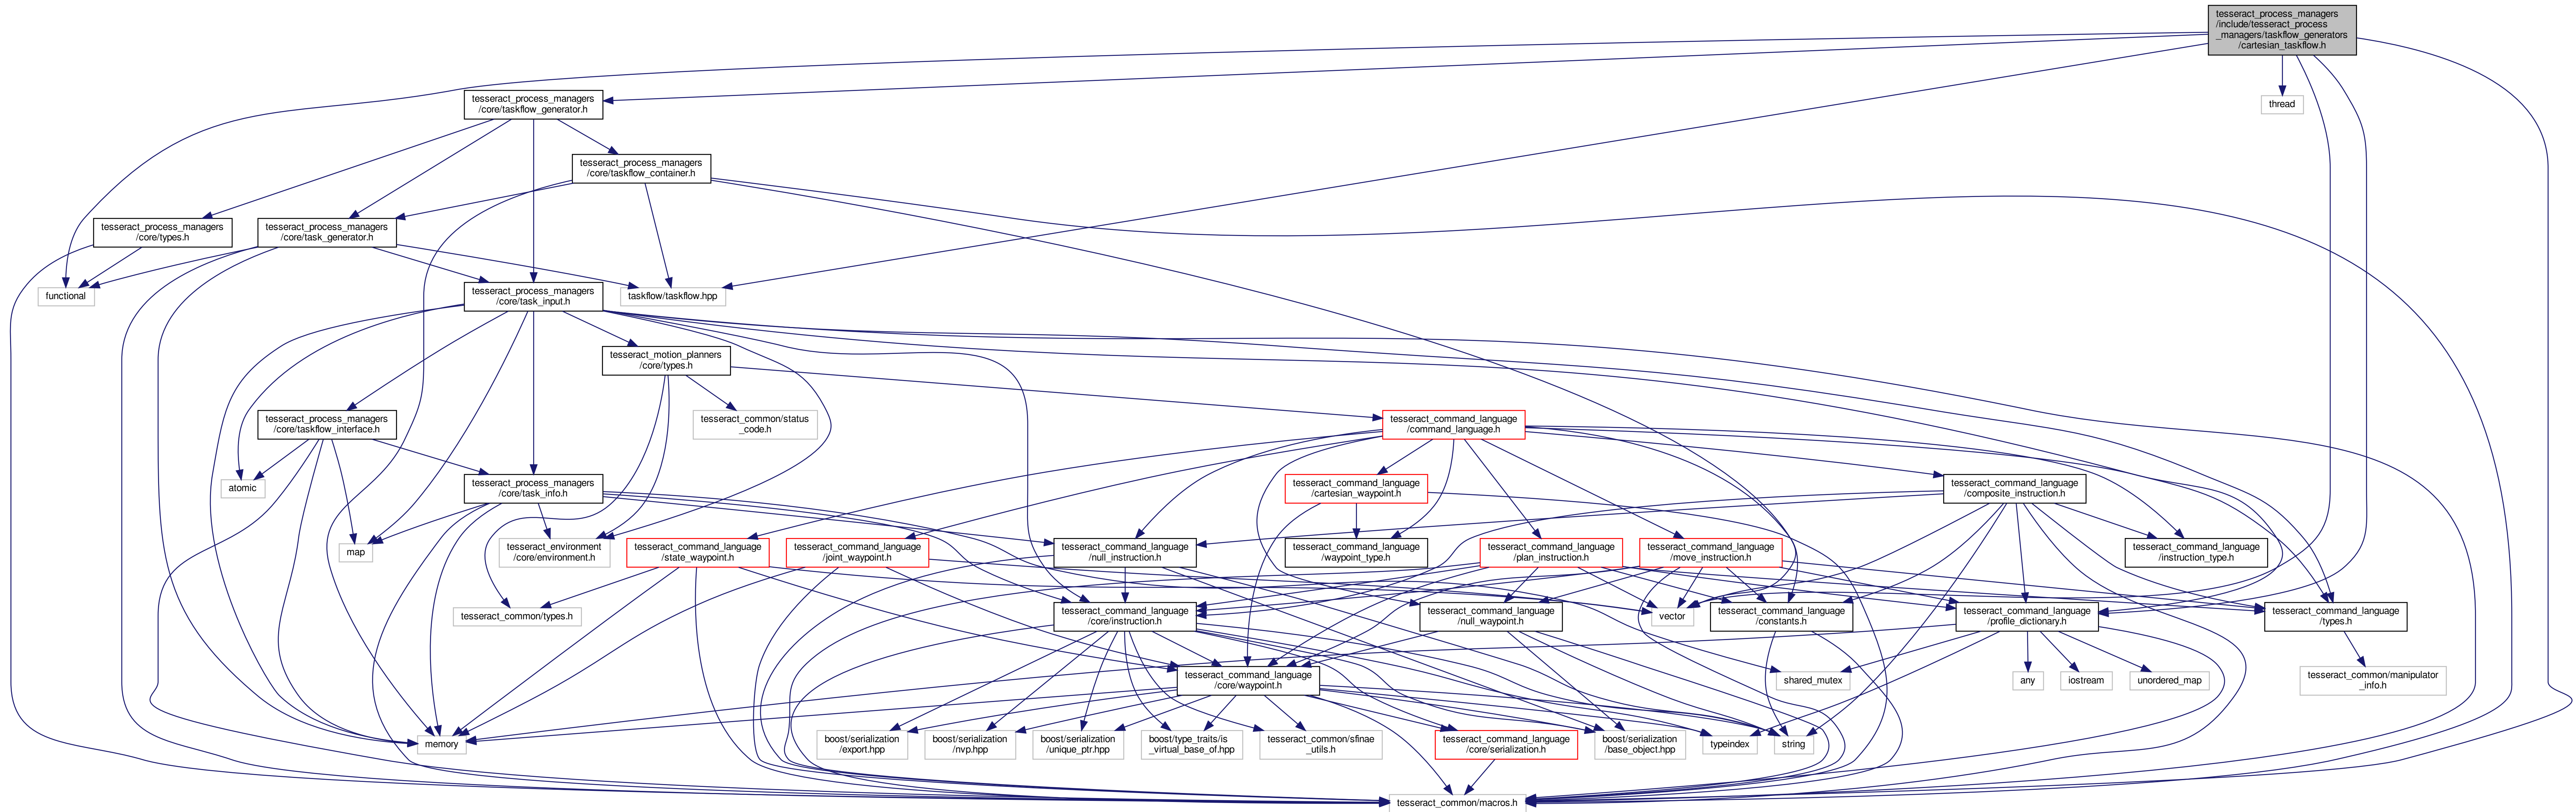 tesseract_process_managers
/include/tesseract_process
_managers/taskflow_generators
/cartesian_taskflow.h
tesseract_process_managers
/core/taskflow_generator.h
thread
tesseract_process_managers
/core/taskflow_container.h
tesseract_process_managers
/core/types.h
tesseract_process_managers
/core/task_generator.h
functional
tesseract_process_managers
/core/task_input.h
taskflow/taskflow.hpp
tesseract_motion_planners
/core/types.h
tesseract_process_managers
/core/taskflow_interface.h
tesseract_common/status
_code.h
tesseract_command_language
/command_language.h
atomic
tesseract_process_managers
/core/task_info.h
tesseract_command_language
/cartesian_waypoint.h
tesseract_command_language
/composite_instruction.h
map
tesseract_environment
/core/environment.h
tesseract_command_language
/state_waypoint.h
tesseract_command_language
/joint_waypoint.h
tesseract_command_language
/null_instruction.h
tesseract_command_language
/waypoint_type.h
tesseract_command_language
/plan_instruction.h
tesseract_command_language
/move_instruction.h
tesseract_command_language
/instruction_type.h
tesseract_common/types.h
tesseract_command_language
/core/instruction.h
tesseract_command_language
/null_waypoint.h
vector
tesseract_command_language
/constants.h
tesseract_command_language
/profile_dictionary.h
tesseract_command_language
/types.h
tesseract_command_language
/core/waypoint.h
shared_mutex
any
iostream
unordered_map
tesseract_common/manipulator
_info.h
memory
boost/serialization
/export.hpp
boost/serialization
/nvp.hpp
boost/serialization
/unique_ptr.hpp
boost/type_traits/is
_virtual_base_of.hpp
tesseract_common/sfinae
_utils.h
tesseract_command_language
/core/serialization.h
boost/serialization
/base_object.hpp
typeindex
string
tesseract_common/macros.h